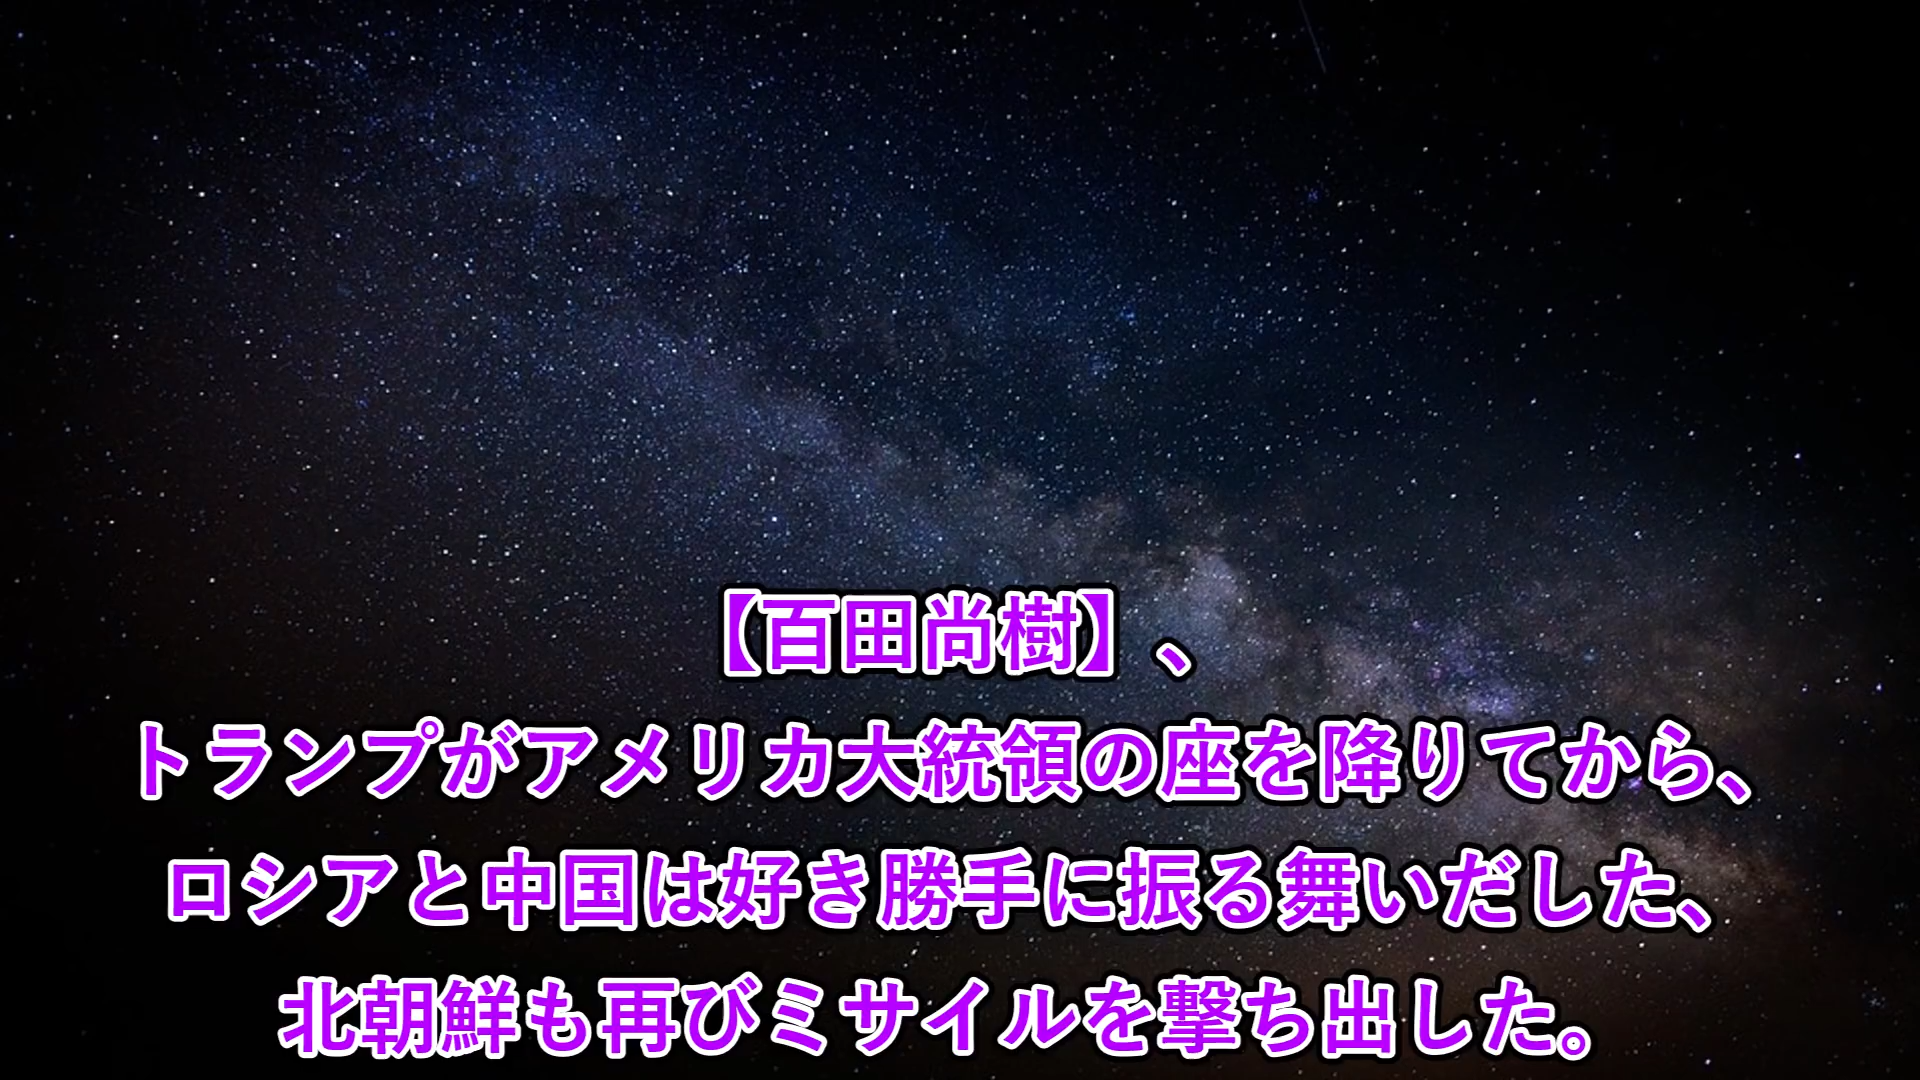 【百田尚樹】、
トランプがアメリカ大統領の座を降りてから、
ロシアと中国は好き勝手に振る舞いだした、
北朝鮮も再びミサイルを撃ち出した。